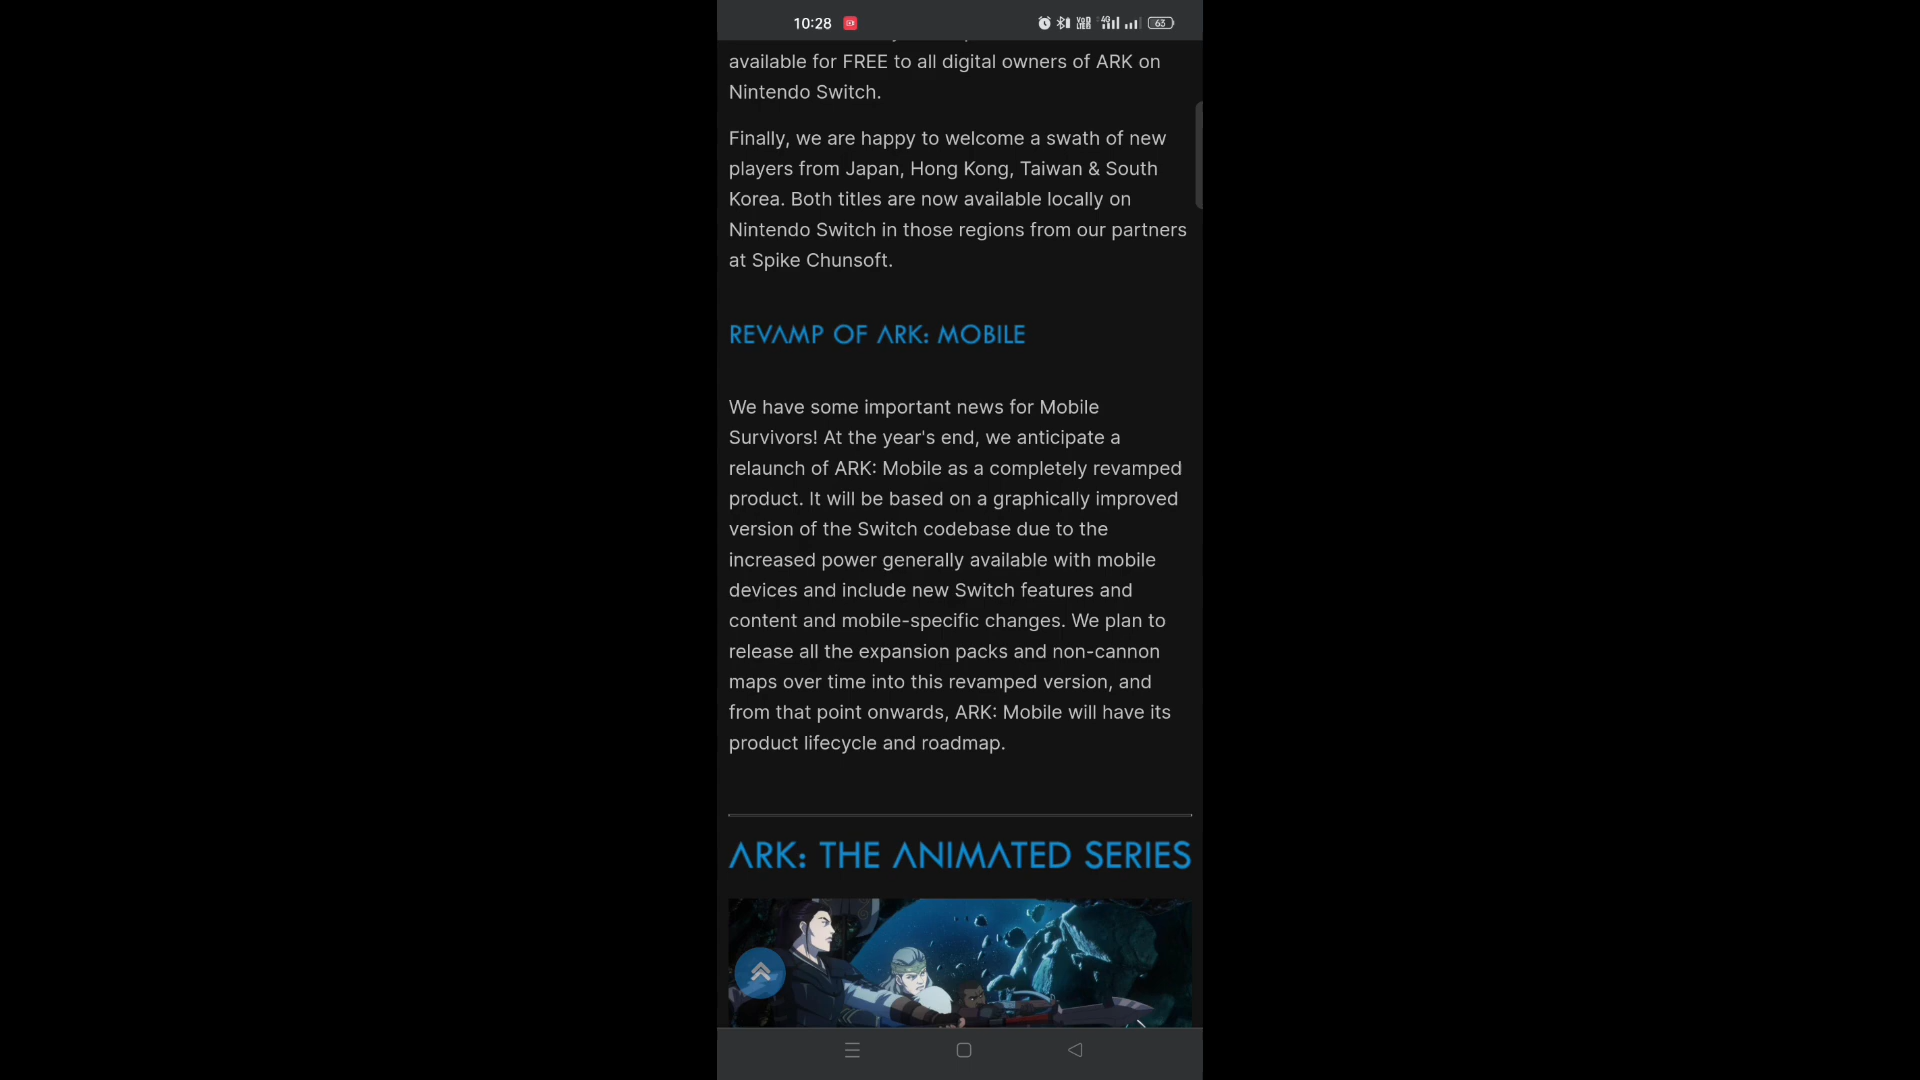 10:28
VoD LTE 4G 63
available for FREE to all digital owners of ARK on
Nintendo Switch.
Finally, we are happy to welcome a swath of new
players from Japan, Hong Kong, Taiwan & South
Korea. Both titles are now available locally on
Nintendo Switch in those regions from our partners
at Spike Chunsoft.
REVAMP OF ARK: MOBILE
We have some important news for Mobile
Survivors! At the year's end, we anticipate a
relaunch of ARK: Mobile as a completely revamped
product. It will be based on a graphically improved
version of the Switch codebase due to the
increased power generally available with mobile
devices and include new Switch features and
content and mobile-specific changes. We plan to
release all the expansion packs and non-cannon
maps over time into this revamped version, and
from that point onwards, ARK: Mobile will have its
product lifecycle and roadmap.
ARK: THE ANIMATED SERIES